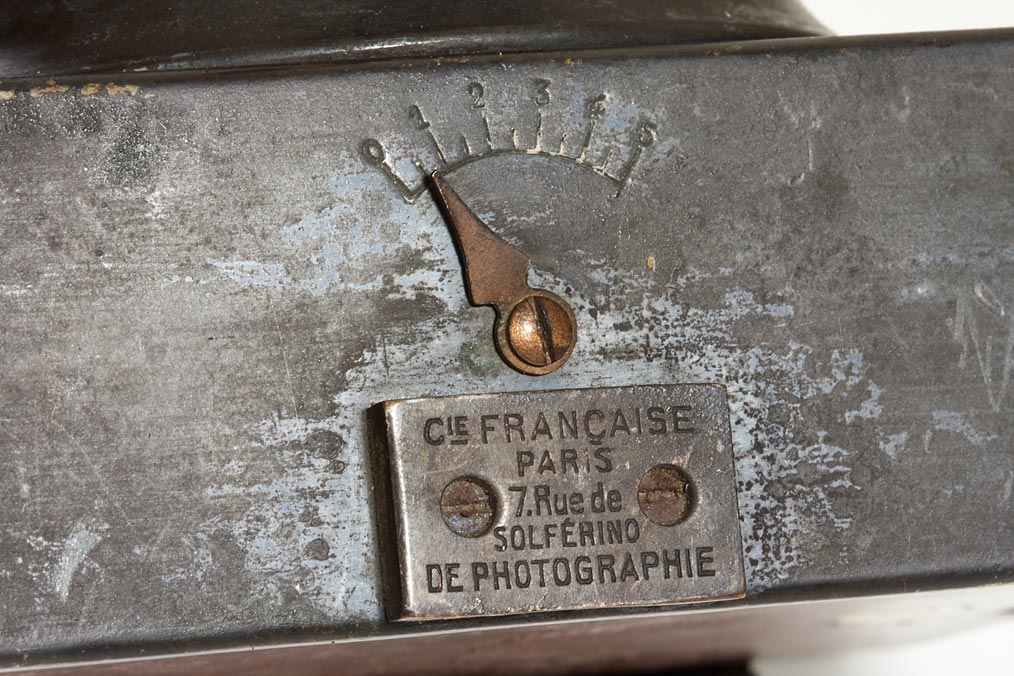 0 1 2 3 4 5
CIE FRANÇAISE
PARIS
7.Rue de
SOLFÉRINO
DE PHOTOGRAPHIE